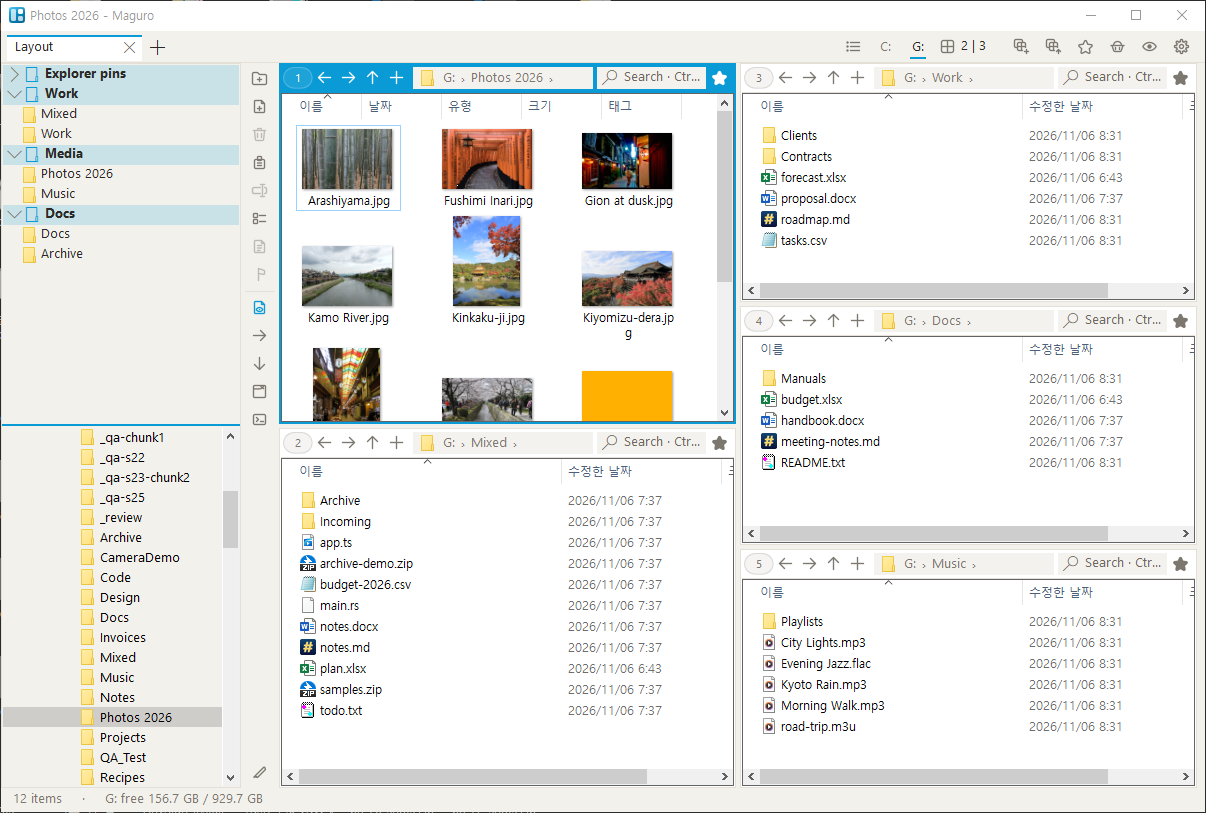 Photos 2026 - Maguro
Layout
C:
G:
2 | 3
Explorer pins
Work
Mixed
Work
Media
Photos 2026
Music
Docs
Docs
Archive
_qa-chunk1
_qa-s22
_qa-s23-chunk2
_qa-s25
_review
Archive
CameraDemo
Code
Design
Docs
Invoices
Mixed
Music
Notes
Photos 2026
Projects
QA_Test
Recipes
1 G: › Photos 2026 › Search · Ctr...
이름 날짜 유형 크기 태그
Arashiyama.jpg Fushimi Inari.jpg Gion at dusk.jpg
Kamo River.jpg Kinkaku-ji.jpg Kiyomizu-dera.jp
g
2 G: › Mixed › Search · Ctr...
이름 수정한 날짜
Archive 2026/11/06 7:37
Incoming 2026/11/06 7:37
app.ts 2026/11/06 7:37
archive-demo.zip 2026/11/06 7:37
budget-2026.csv 2026/11/06 7:37
main.rs 2026/11/06 7:37
notes.docx 2026/11/06 7:37
notes.md 2026/11/06 7:37
plan.xlsx 2026/11/06 6:43
samples.zip 2026/11/06 7:37
todo.txt 2026/11/06 7:37
3 G: › Work › Search · Ctr...
이름 수정한 날짜
Clients 2026/11/06 8:31
Contracts 2026/11/06 8:31
forecast.xlsx 2026/11/06 6:43
proposal.docx 2026/11/06 7:37
roadmap.md 2026/11/06 8:31
tasks.csv 2026/11/06 8:31
4 G: › Docs › Search · Ctr...
이름 수정한 날짜
Manuals 2026/11/06 8:31
budget.xlsx 2026/11/06 6:43
handbook.docx 2026/11/06 7:37
meeting-notes.md 2026/11/06 7:37
README.txt 2026/11/06 8:31
5 G: › Music › Search · Ctr...
이름 수정한 날짜
Playlists 2026/11/06 8:31
City Lights.mp3 2026/11/06 8:31
Evening Jazz.flac 2026/11/06 8:31
Kyoto Rain.mp3 2026/11/06 8:31
Morning Walk.mp3 2026/11/06 8:31
road-trip.m3u 2026/11/06 8:31
12 items · G: free 156.7 GB / 929.7 GB